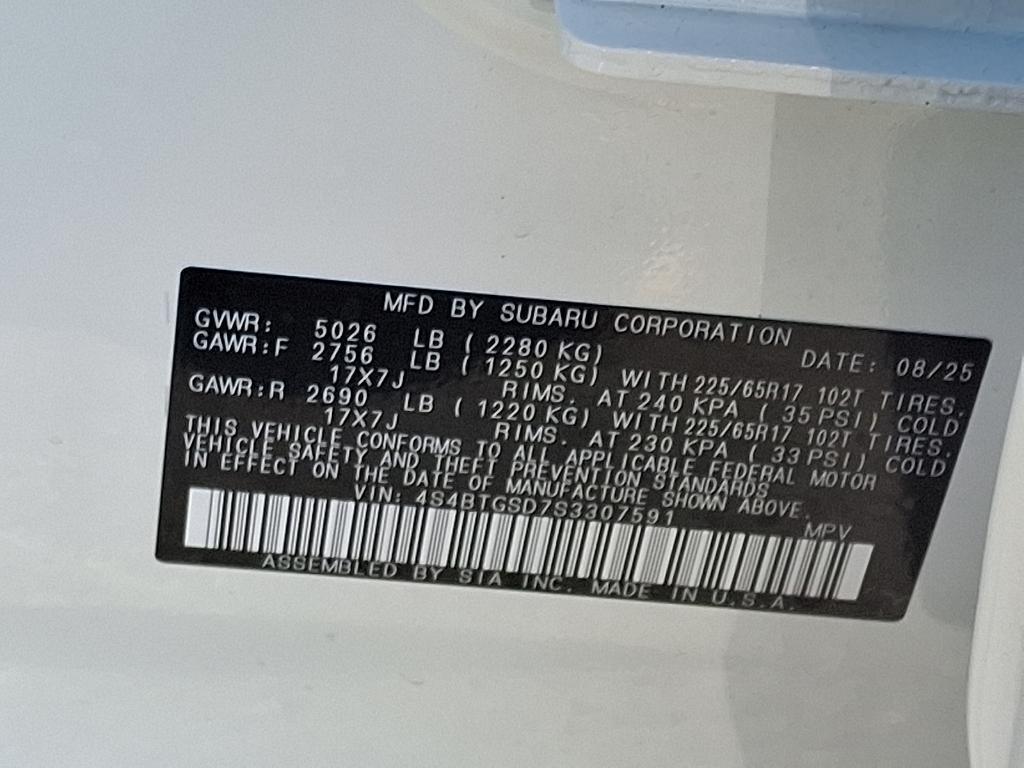 MFD BY SUBARU CORPORATION
GVWR: 5026 LB ( 2280 KG) DATE: 08/25
GAWR:F 2756 LB ( 1250 KG) WITH 225/65R17 102T TIRES,
17X7J RIMS. AT 240 KPA ( 35 PSI) COLD
GAWR:R 2690 LB ( 1220 KG) WITH 225/65R17 102T TIRES,
17X7J RIMS. AT 230 KPA ( 33 PSI) COLD
THIS VEHICLE CONFORMS TO ALL APPLICABLE FEDERAL MOTOR
VEHICLE SAFETY AND THEFT PREVENTION STANDARDS
IN EFFECT ON THE DATE OF MANUFACTURE SHOWN ABOVE.
VIN: 4S4BTGSD7S3307591 MPV
ASSEMBLED BY SIA INC. MADE IN U.S.A.